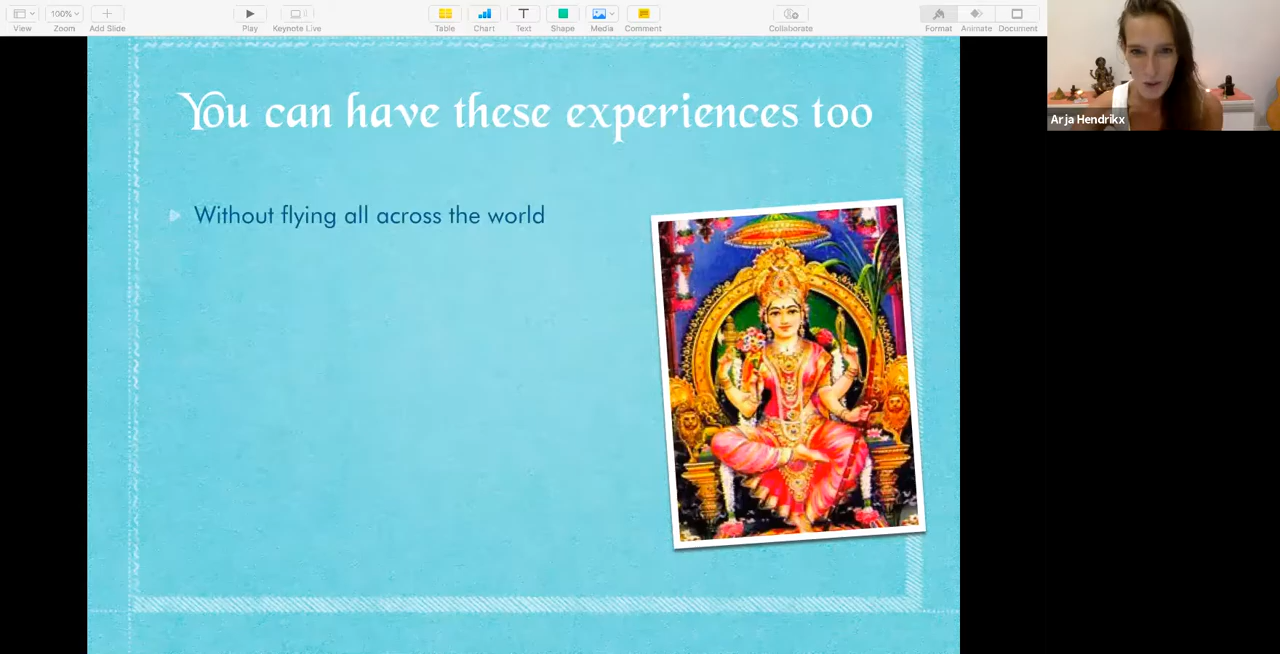 View
100%
Zoom
Add Slide
Play
Keynote Live
Table
Chart
Text
Shape
Media
Comment
Collaborate
Format
Animate
Document
You can have these experiences too
Without flying all across the world
Arja Hendrikx